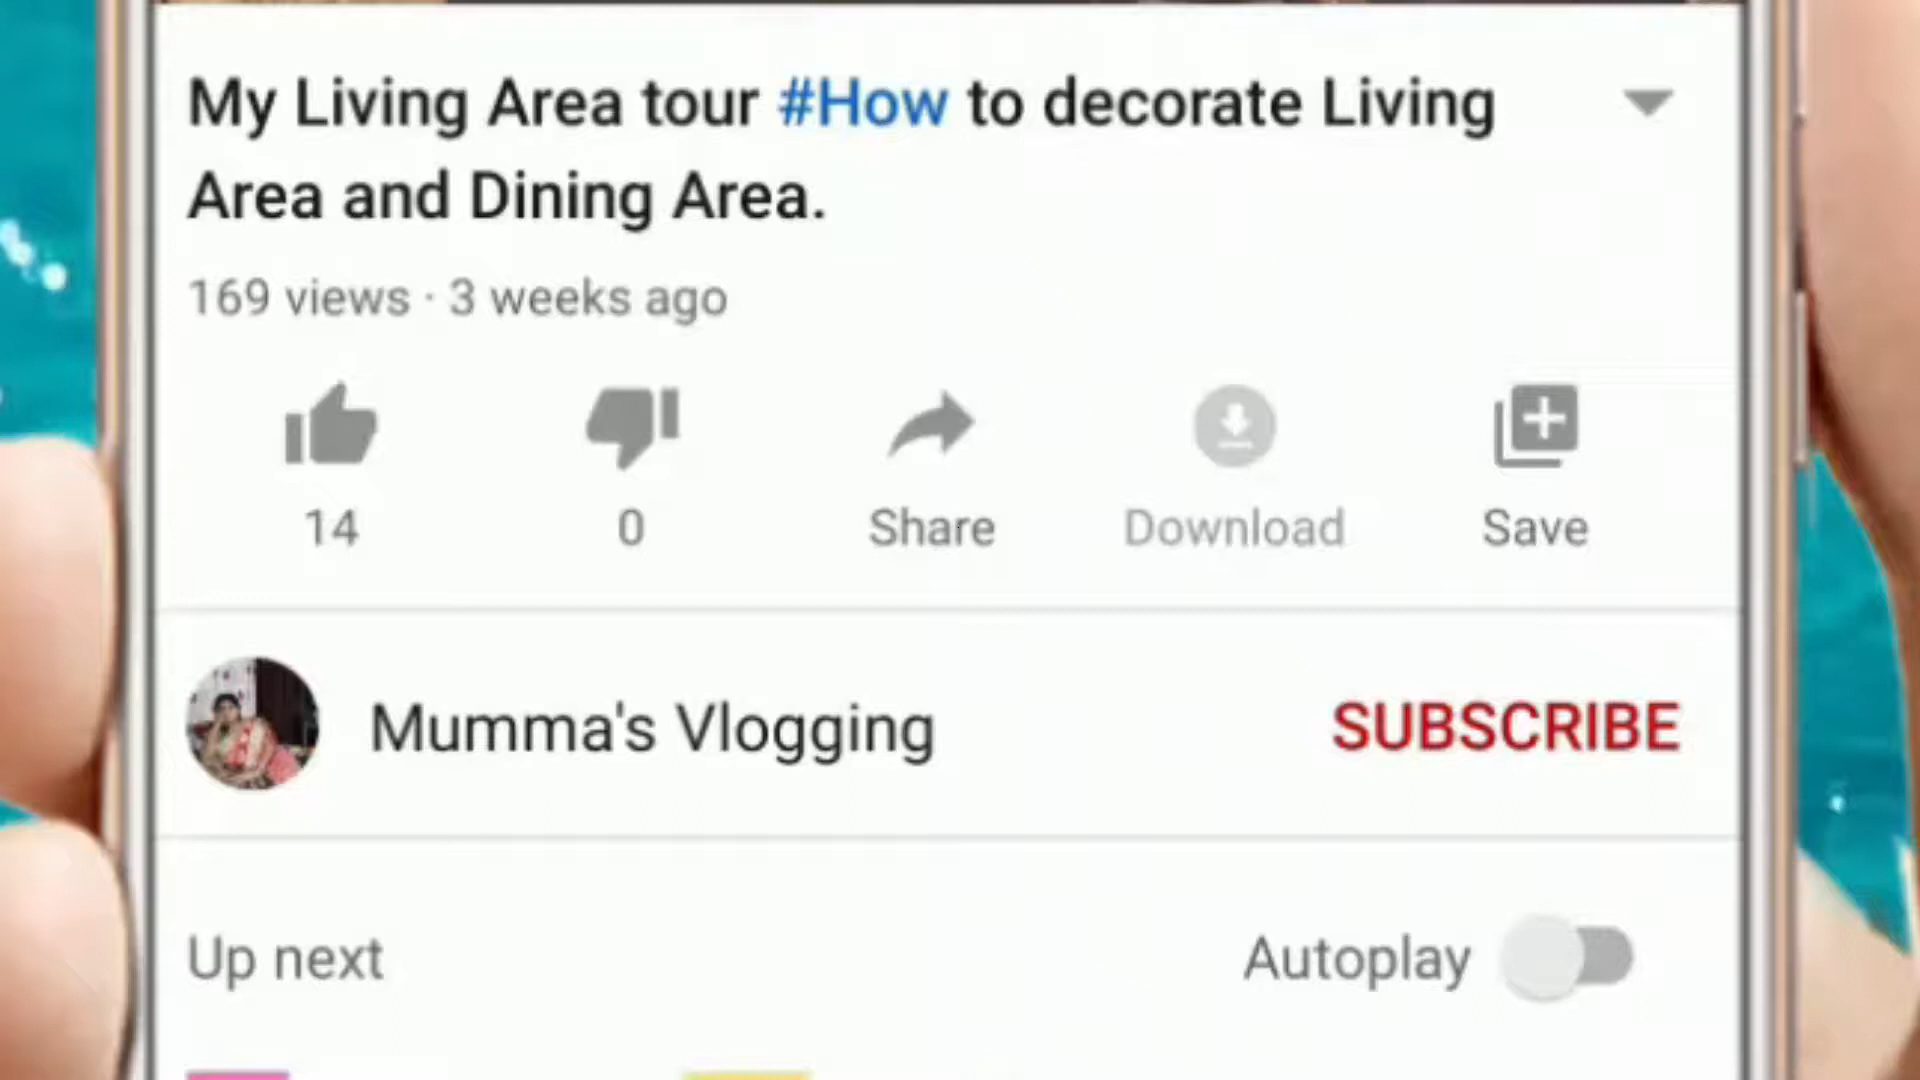 My Living Area tour #How to decorate Living
Area and Dining Area.
169 views · 3 weeks ago
14 0 Share Download Save
Mumma's Vlogging SUBSCRIBE
Up next Autoplay